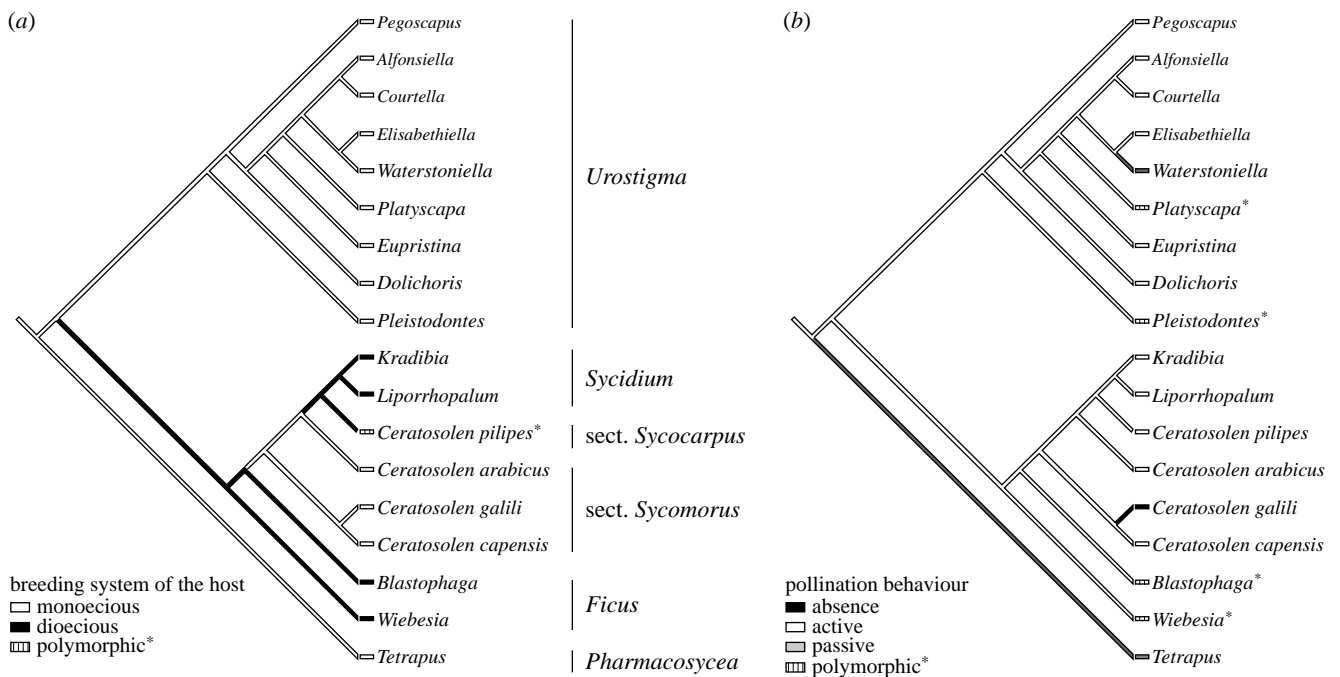 (a)
Pegoscapus
Alfonsiella
Courtella
Elisabethiella
Waterstoniella
Platyscapa
Eupristina
Dolichoris
Pleistodontes
Kradibia
Liporrhopalum
Ceratosolen pilipes*
Ceratosolen arabicus
Ceratosolen galili
Ceratosolen capensis
Blastophaga
Wiebesia
Tetrapus
Urostigma
Sycidium
sect. Sycocarpus
sect. Sycomorus
Ficus
Pharmacosycea
breeding system of the host
monoecious
dioecious
polymorphic*
(b)
Pegoscapus
Alfonsiella
Courtella
Elisabethiella
Waterstoniella
Platyscapa*
Eupristina
Dolichoris
Pleistodontes*
Kradibia
Liporrhopalum
Ceratosolen pilipes
Ceratosolen arabicus
Ceratosolen galili
Ceratosolen capensis
Blastophaga*
Wiebesia*
Tetrapus
pollination behaviour
absence
active
passive
polymorphic*